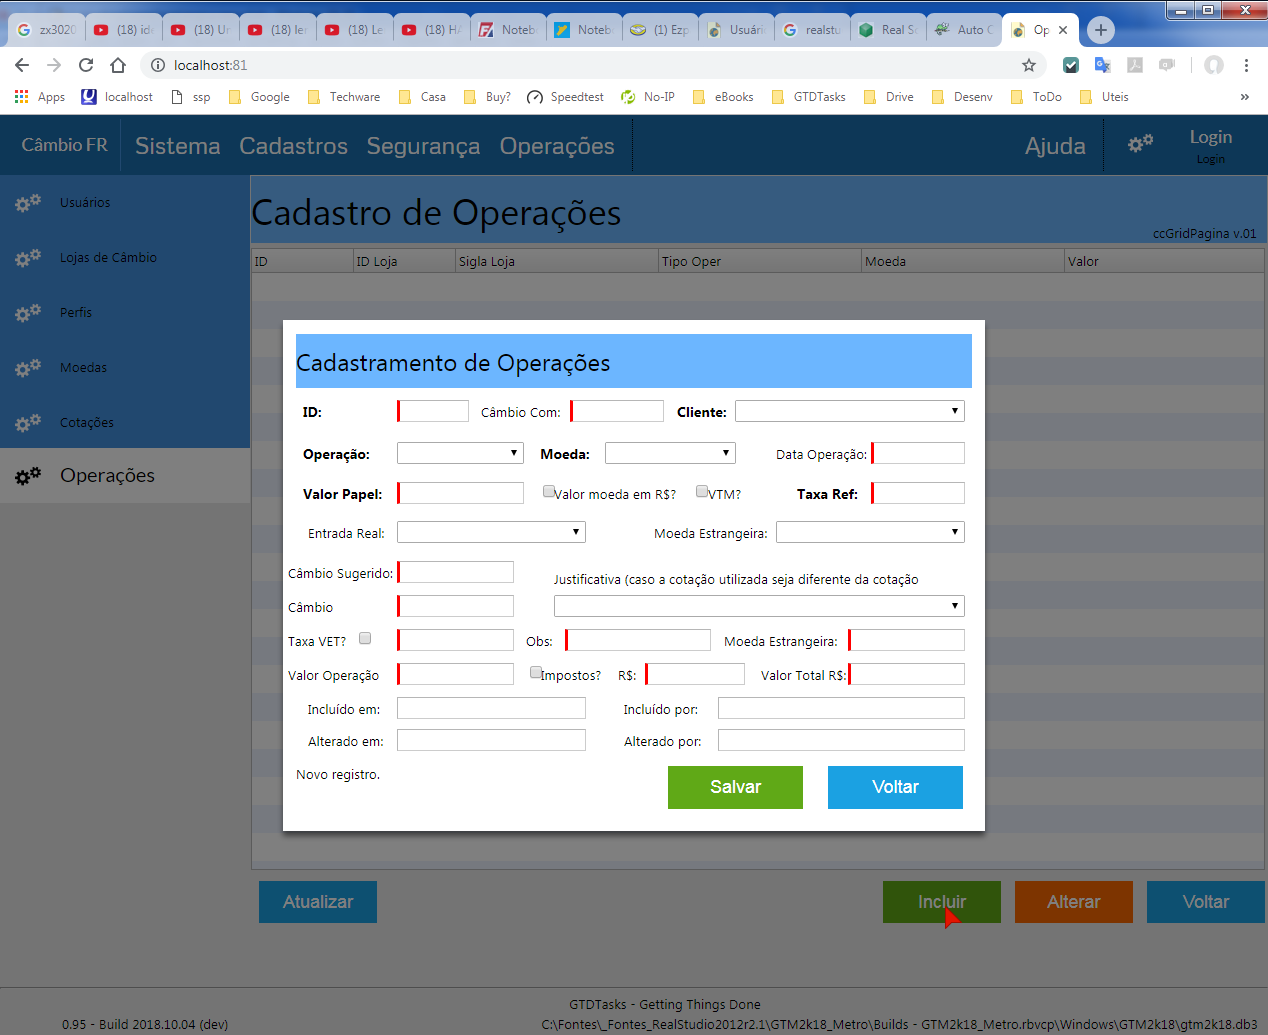 zx3020
(18) id
(18) Ur
(18) ler
(18) Le
(18) HA
Noteb
Noteb
(1) Ezp
Usuári
realstu
Real St
Auto C
Op
localhost:81
Apps localhost ssp Google Techware Casa Buy? Speedtest No-IP eBooks GTDTasks Drive Desenv ToDo Uteis »
Câmbio FR Sistema Cadastros Segurança Operações Ajuda Login
Login
Usuários
Lojas de Câmbio
Perfis
Moedas
Cotações
Operações
Cadastro de Operações
ccGridPagina v.01
ID ID Loja Sigla Loja Tipo Oper Moeda Valor
Cadastramento de Operações
ID: Câmbio Com: Cliente:
Operação: Moeda: Data Operação:
Valor Papel: Valor moeda em R$? VTM? Taxa Ref:
Entrada Real: Moeda Estrangeira:
Câmbio Sugerido: Justificativa (caso a cotação utilizada seja diferente da cotação
Câmbio
Taxa VET? Obs: Moeda Estrangeira:
Valor Operação Impostos? R$: Valor Total R$:
Incluído em: Incluído por:
Alterado em: Alterado por:
Novo registro. Salvar Voltar
Atualizar Incluir Alterar Voltar
GTDTasks - Getting Things Done
0.95 - Build 2018.10.04 (dev) C:\Fontes\_Fontes_RealStudio2012r2.1\GTM2k18_Metro\Builds - GTM2k18_Metro.rbvcp\Windows\GTM2k18\gtm2k18.db3